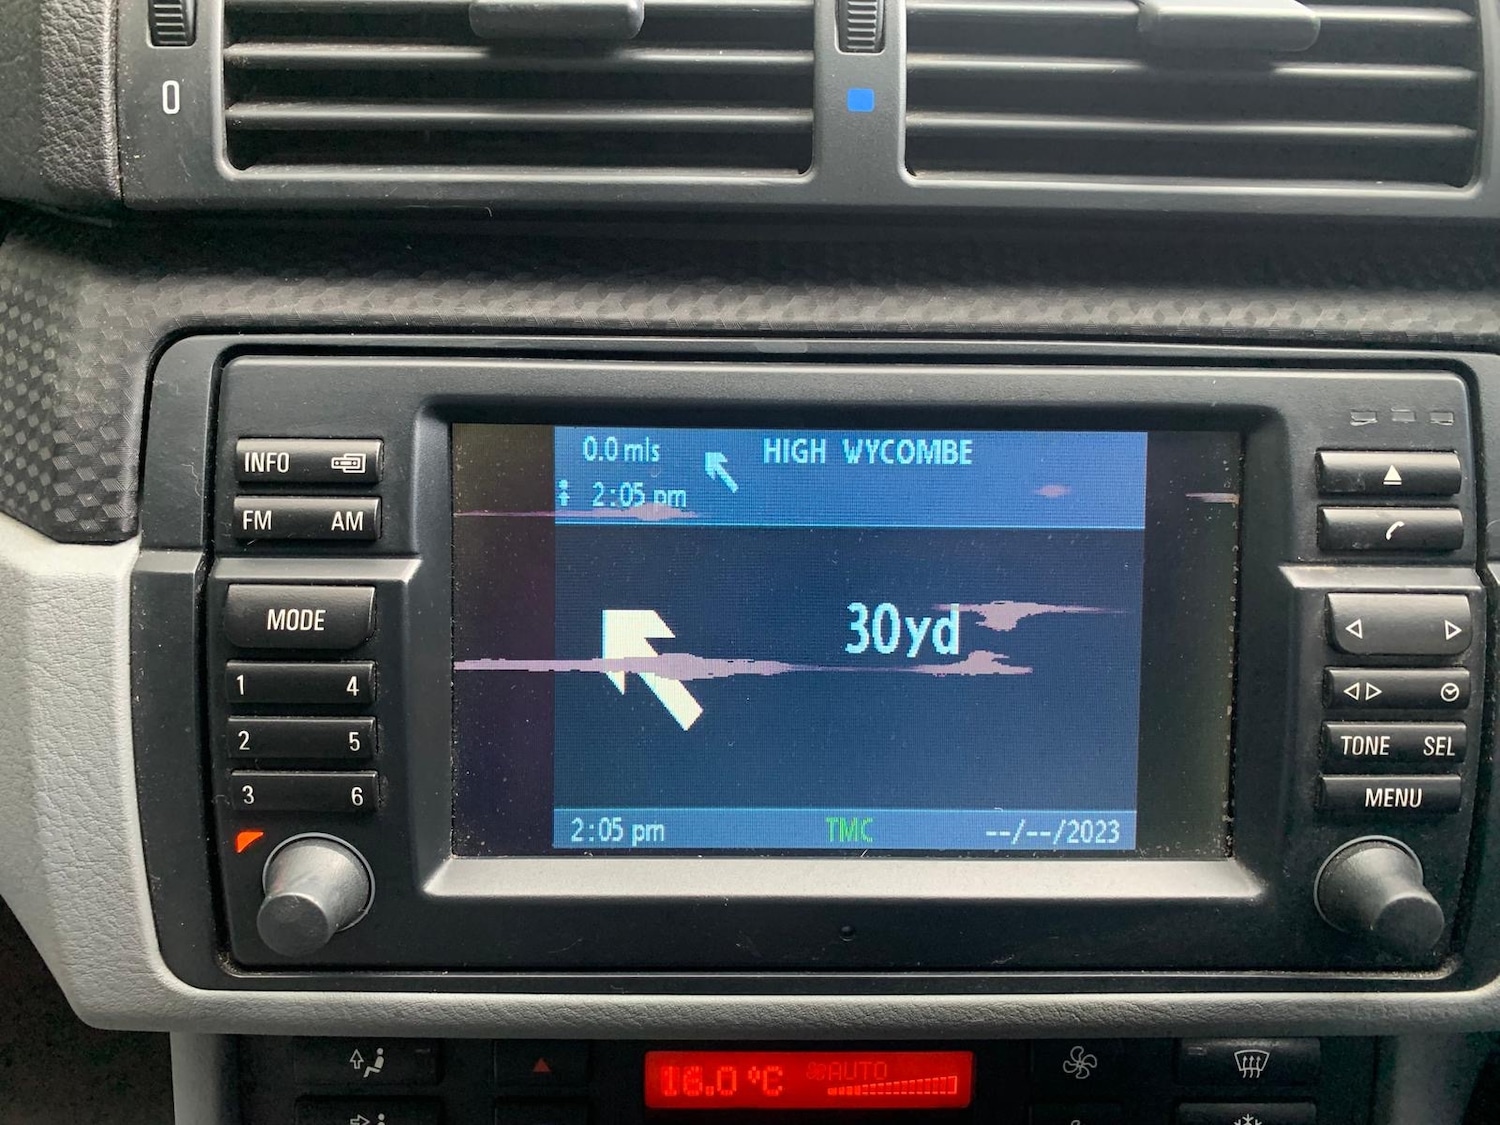 0
INFO
FM AM
MODE
1 4
2 5
3 6
0.0 mls
HIGH WYCOMBE
2:05 pm
30yd
2:05 pm TMC --/--/2023
TONE SEL
MENU
16.0 °C AUTO